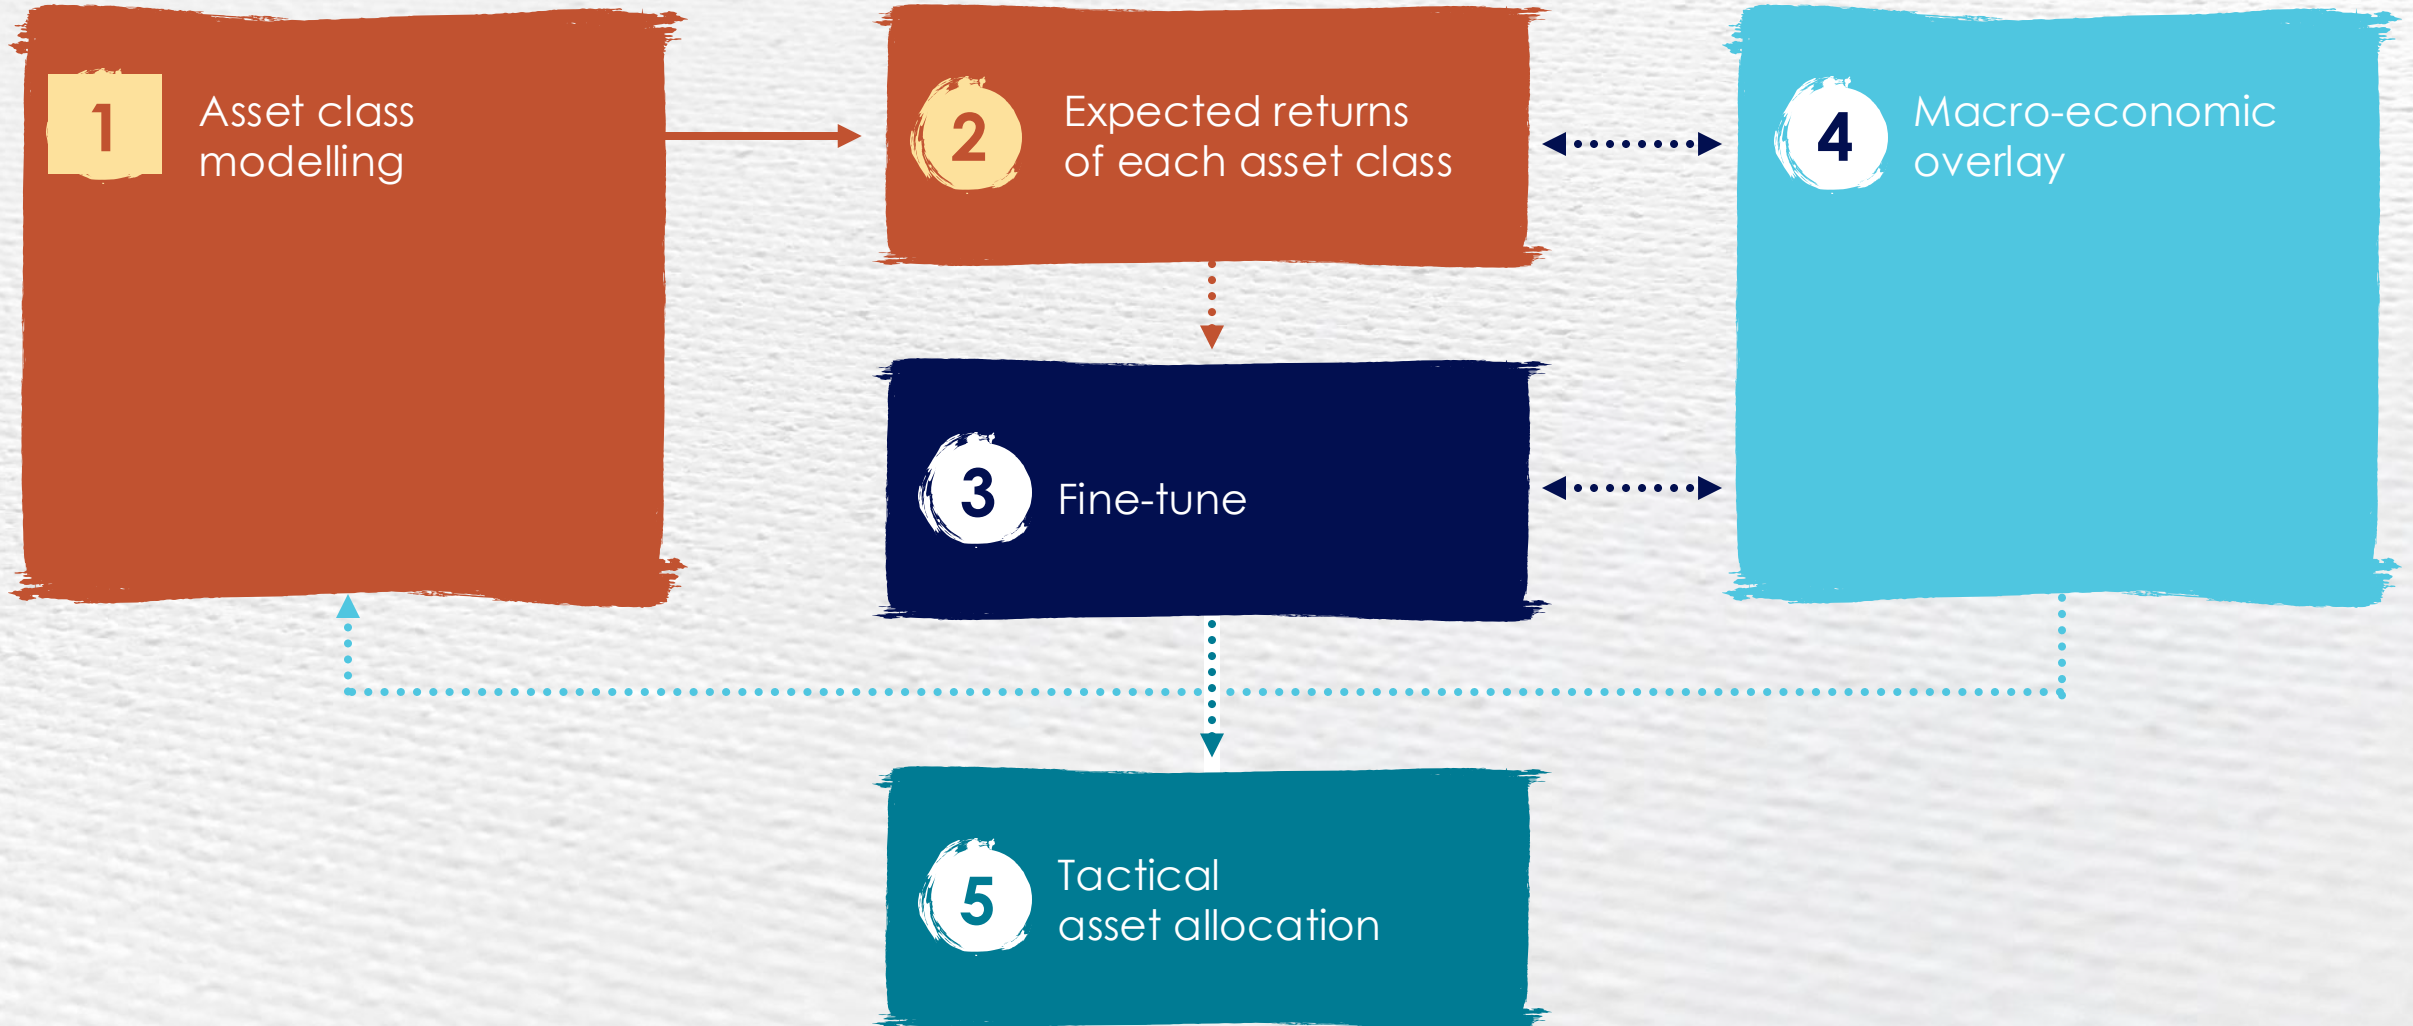 1
Asset class
modelling
2
Expected returns
of each asset class
3
Fine-tune
4
Macro-economic
overlay
5
Tactical
asset allocation